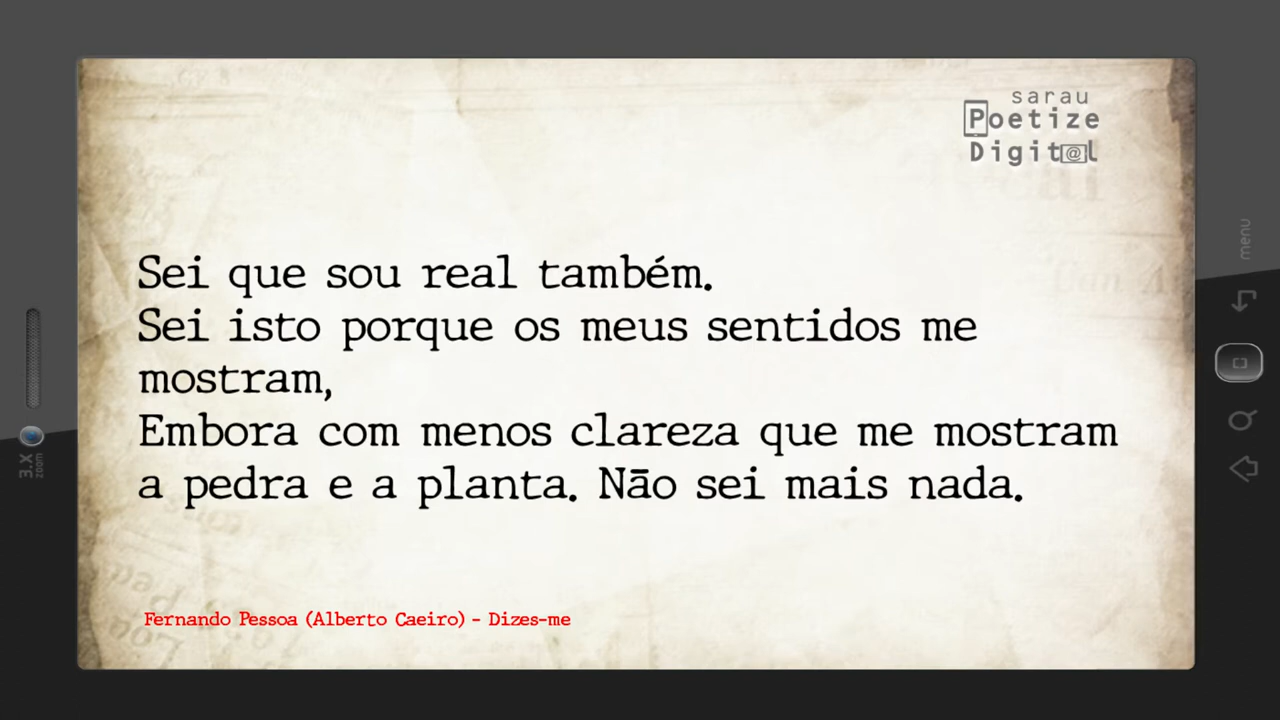 sarau
Poetize
Digit@l
Sei que sou real também.
Sei isto porque os meus sentidos me
mostram,
Embora com menos clareza que me mostram
a pedra e a planta. Não sei mais nada.
Fernando Pessoa (Alberto Caeiro) - Dizes-me
menu
3.X
zoom